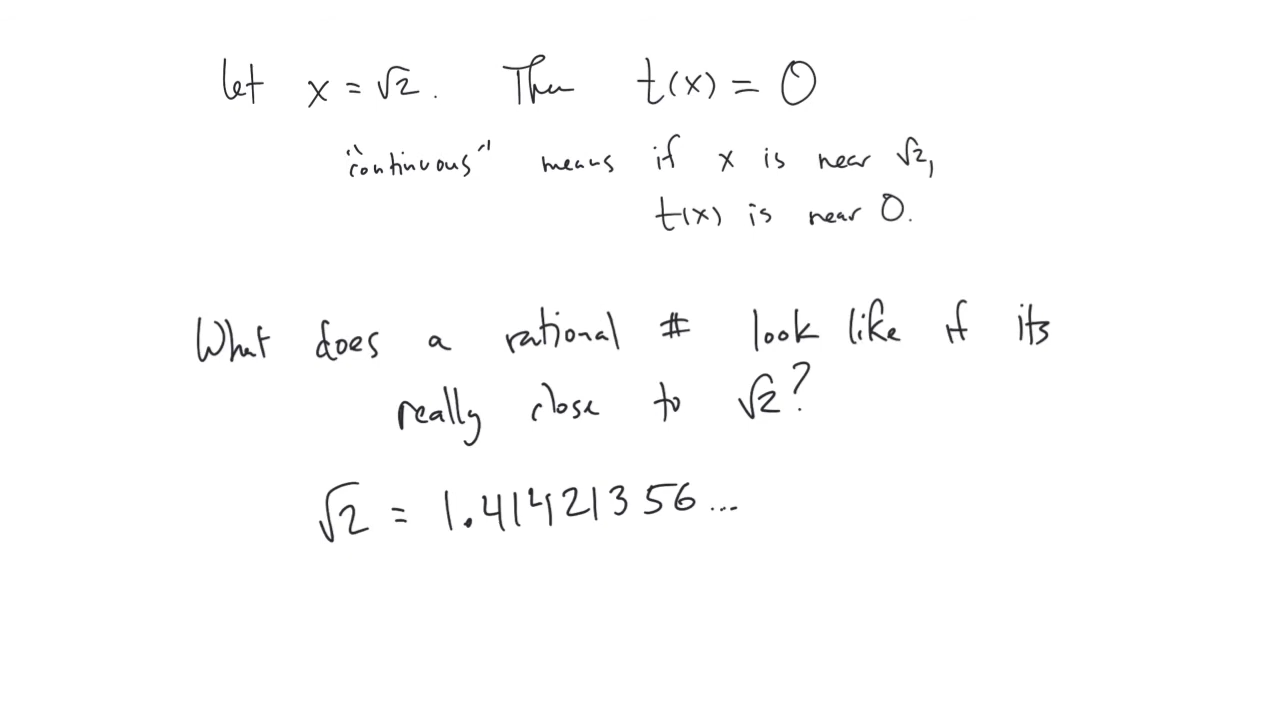 let x = √2. Then t(x) = 0
"continuous" means if x is near √2,
t(x) is near 0.
What does a rational # look like if its
really close to √2?
√2 = 1.41421356...